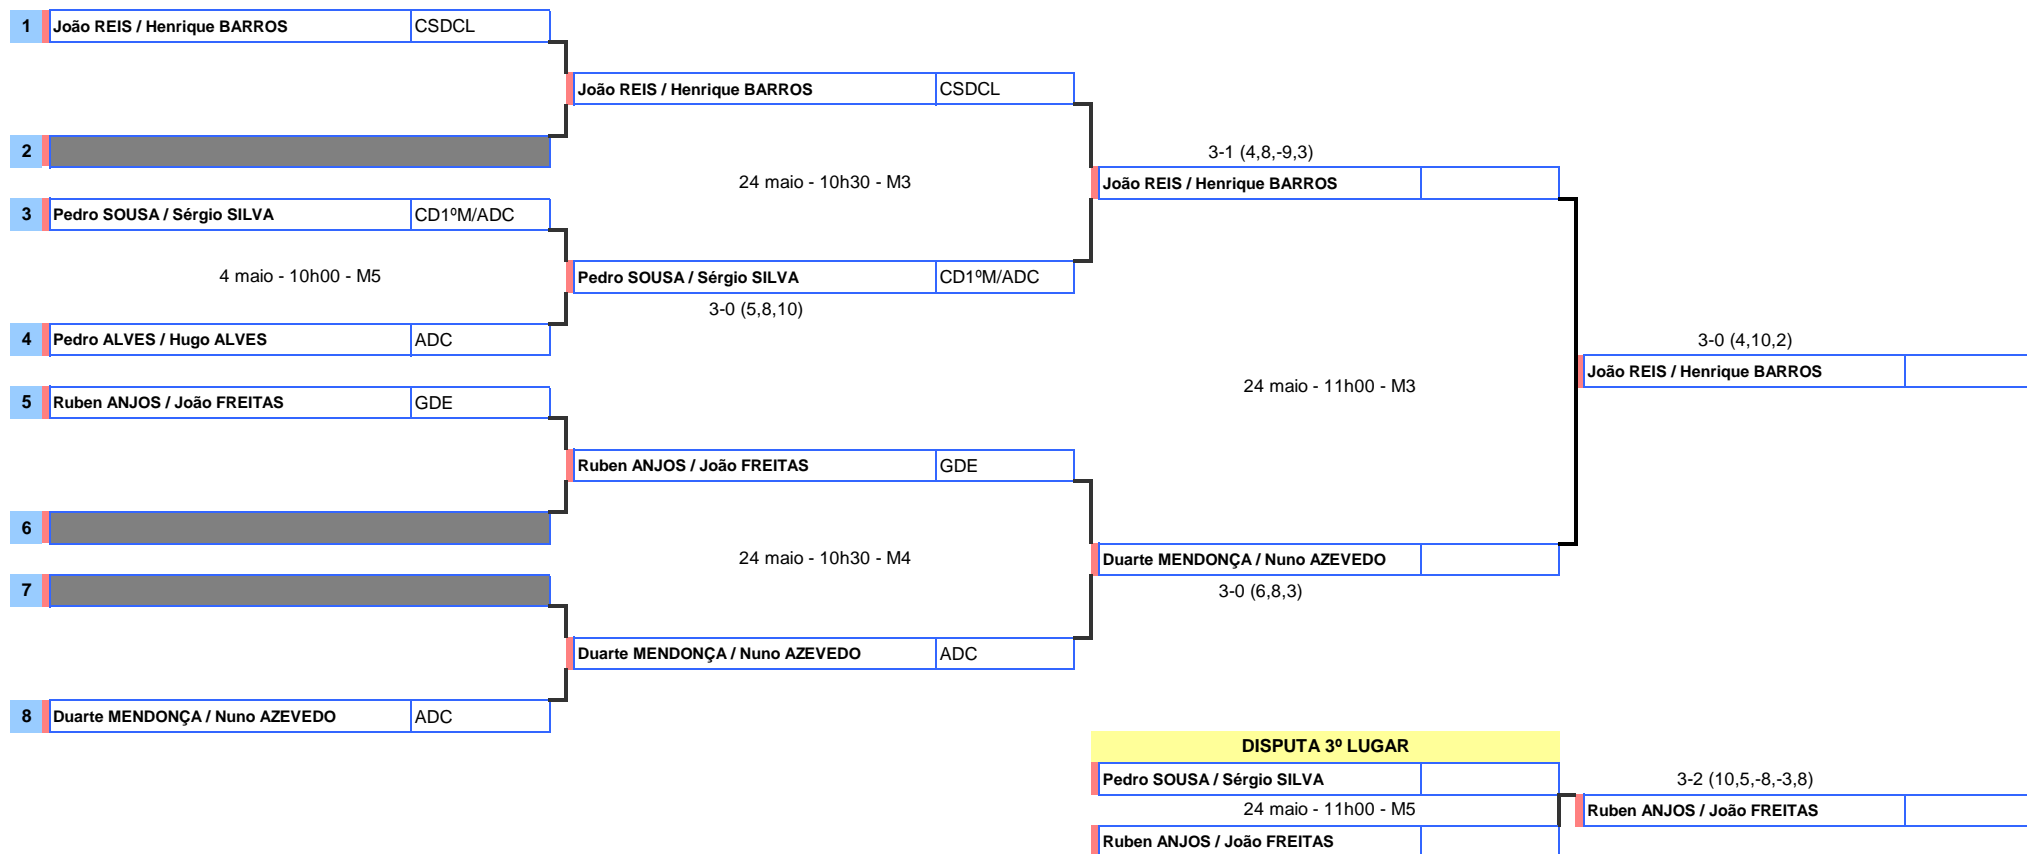 1 João REIS / Henrique BARROS CSDCL
João REIS / Henrique BARROS CSDCL
2
3-1 (4,8,-9,3)
24 maio - 10h30 - M3
João REIS / Henrique BARROS
3 Pedro SOUSA / Sérgio SILVA CD1ºM/ADC
4 maio - 10h00 - M5
Pedro SOUSA / Sérgio SILVA CD1ºM/ADC
3-0 (5,8,10)
4 Pedro ALVES / Hugo ALVES ADC
3-0 (4,10,2)
João REIS / Henrique BARROS
24 maio - 11h00 - M3
5 Ruben ANJOS / João FREITAS GDE
Ruben ANJOS / João FREITAS GDE
6
24 maio - 10h30 - M4
Duarte MENDONÇA / Nuno AZEVEDO
7
3-0 (6,8,3)
Duarte MENDONÇA / Nuno AZEVEDO ADC
8 Duarte MENDONÇA / Nuno AZEVEDO ADC
DISPUTA 3º LUGAR
Pedro SOUSA / Sérgio SILVA
3-2 (10,5,-8,-3,8)
24 maio - 11h00 - M5
Ruben ANJOS / João FREITAS
Ruben ANJOS / João FREITAS